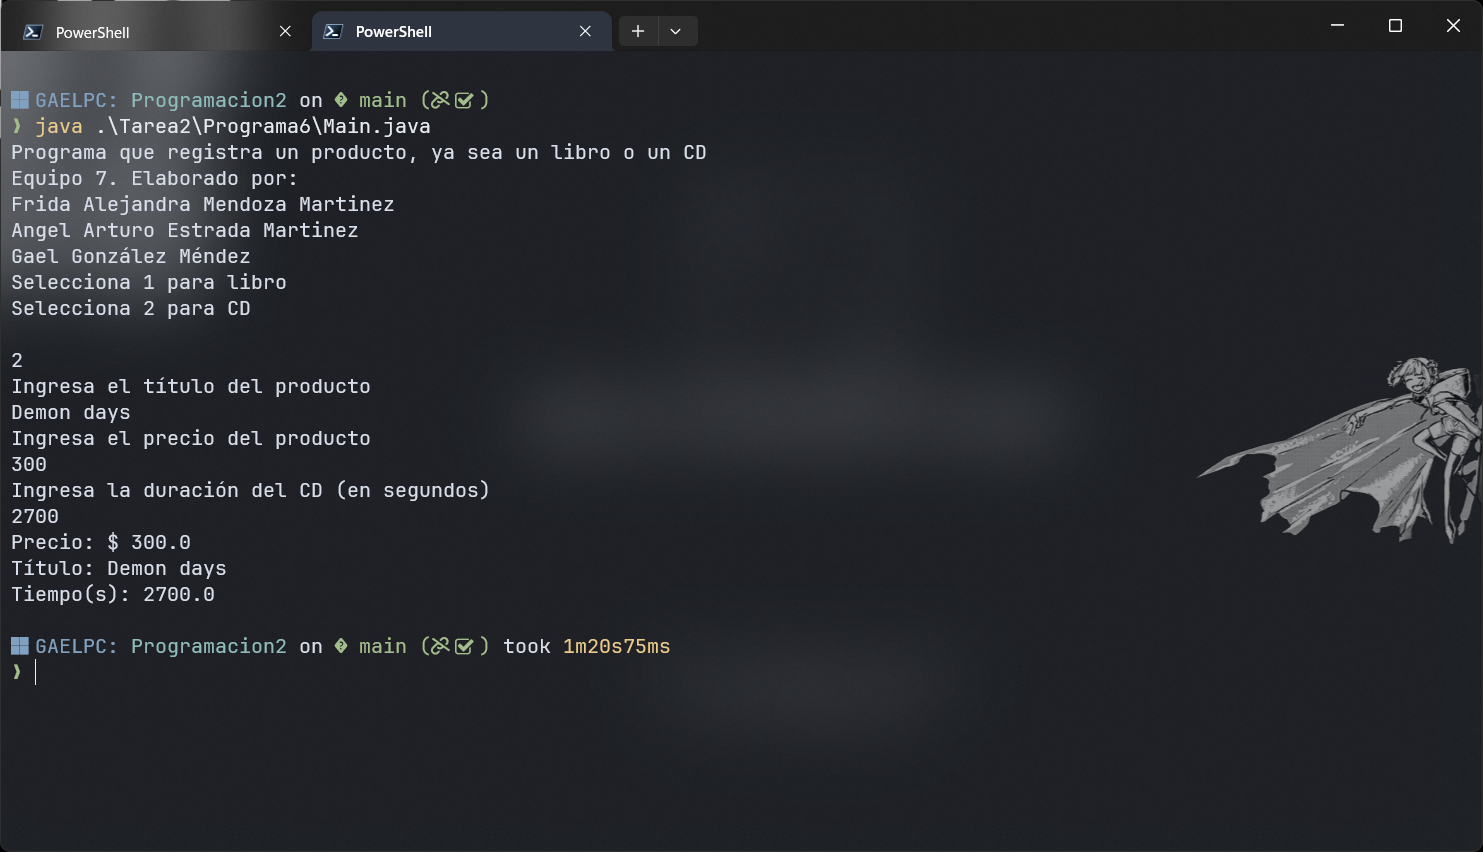 PowerShell
PowerShell
GAELPC: Programacion2 on main ( )
❯ java .\Tarea2\Programa6\Main.java
Programa que registra un producto, ya sea un libro o un CD
Equipo 7. Elaborado por:
Frida Alejandra Mendoza Martinez
Angel Arturo Estrada Martinez
Gael González Méndez
Selecciona 1 para libro
Selecciona 2 para CD
2
Ingresa el título del producto
Demon days
Ingresa el precio del producto
300
Ingresa la duración del CD (en segundos)
2700
Precio: $ 300.0
Título: Demon days
Tiempo(s): 2700.0
GAELPC: Programacion2 on main ( ) took 1m20s75ms
❯